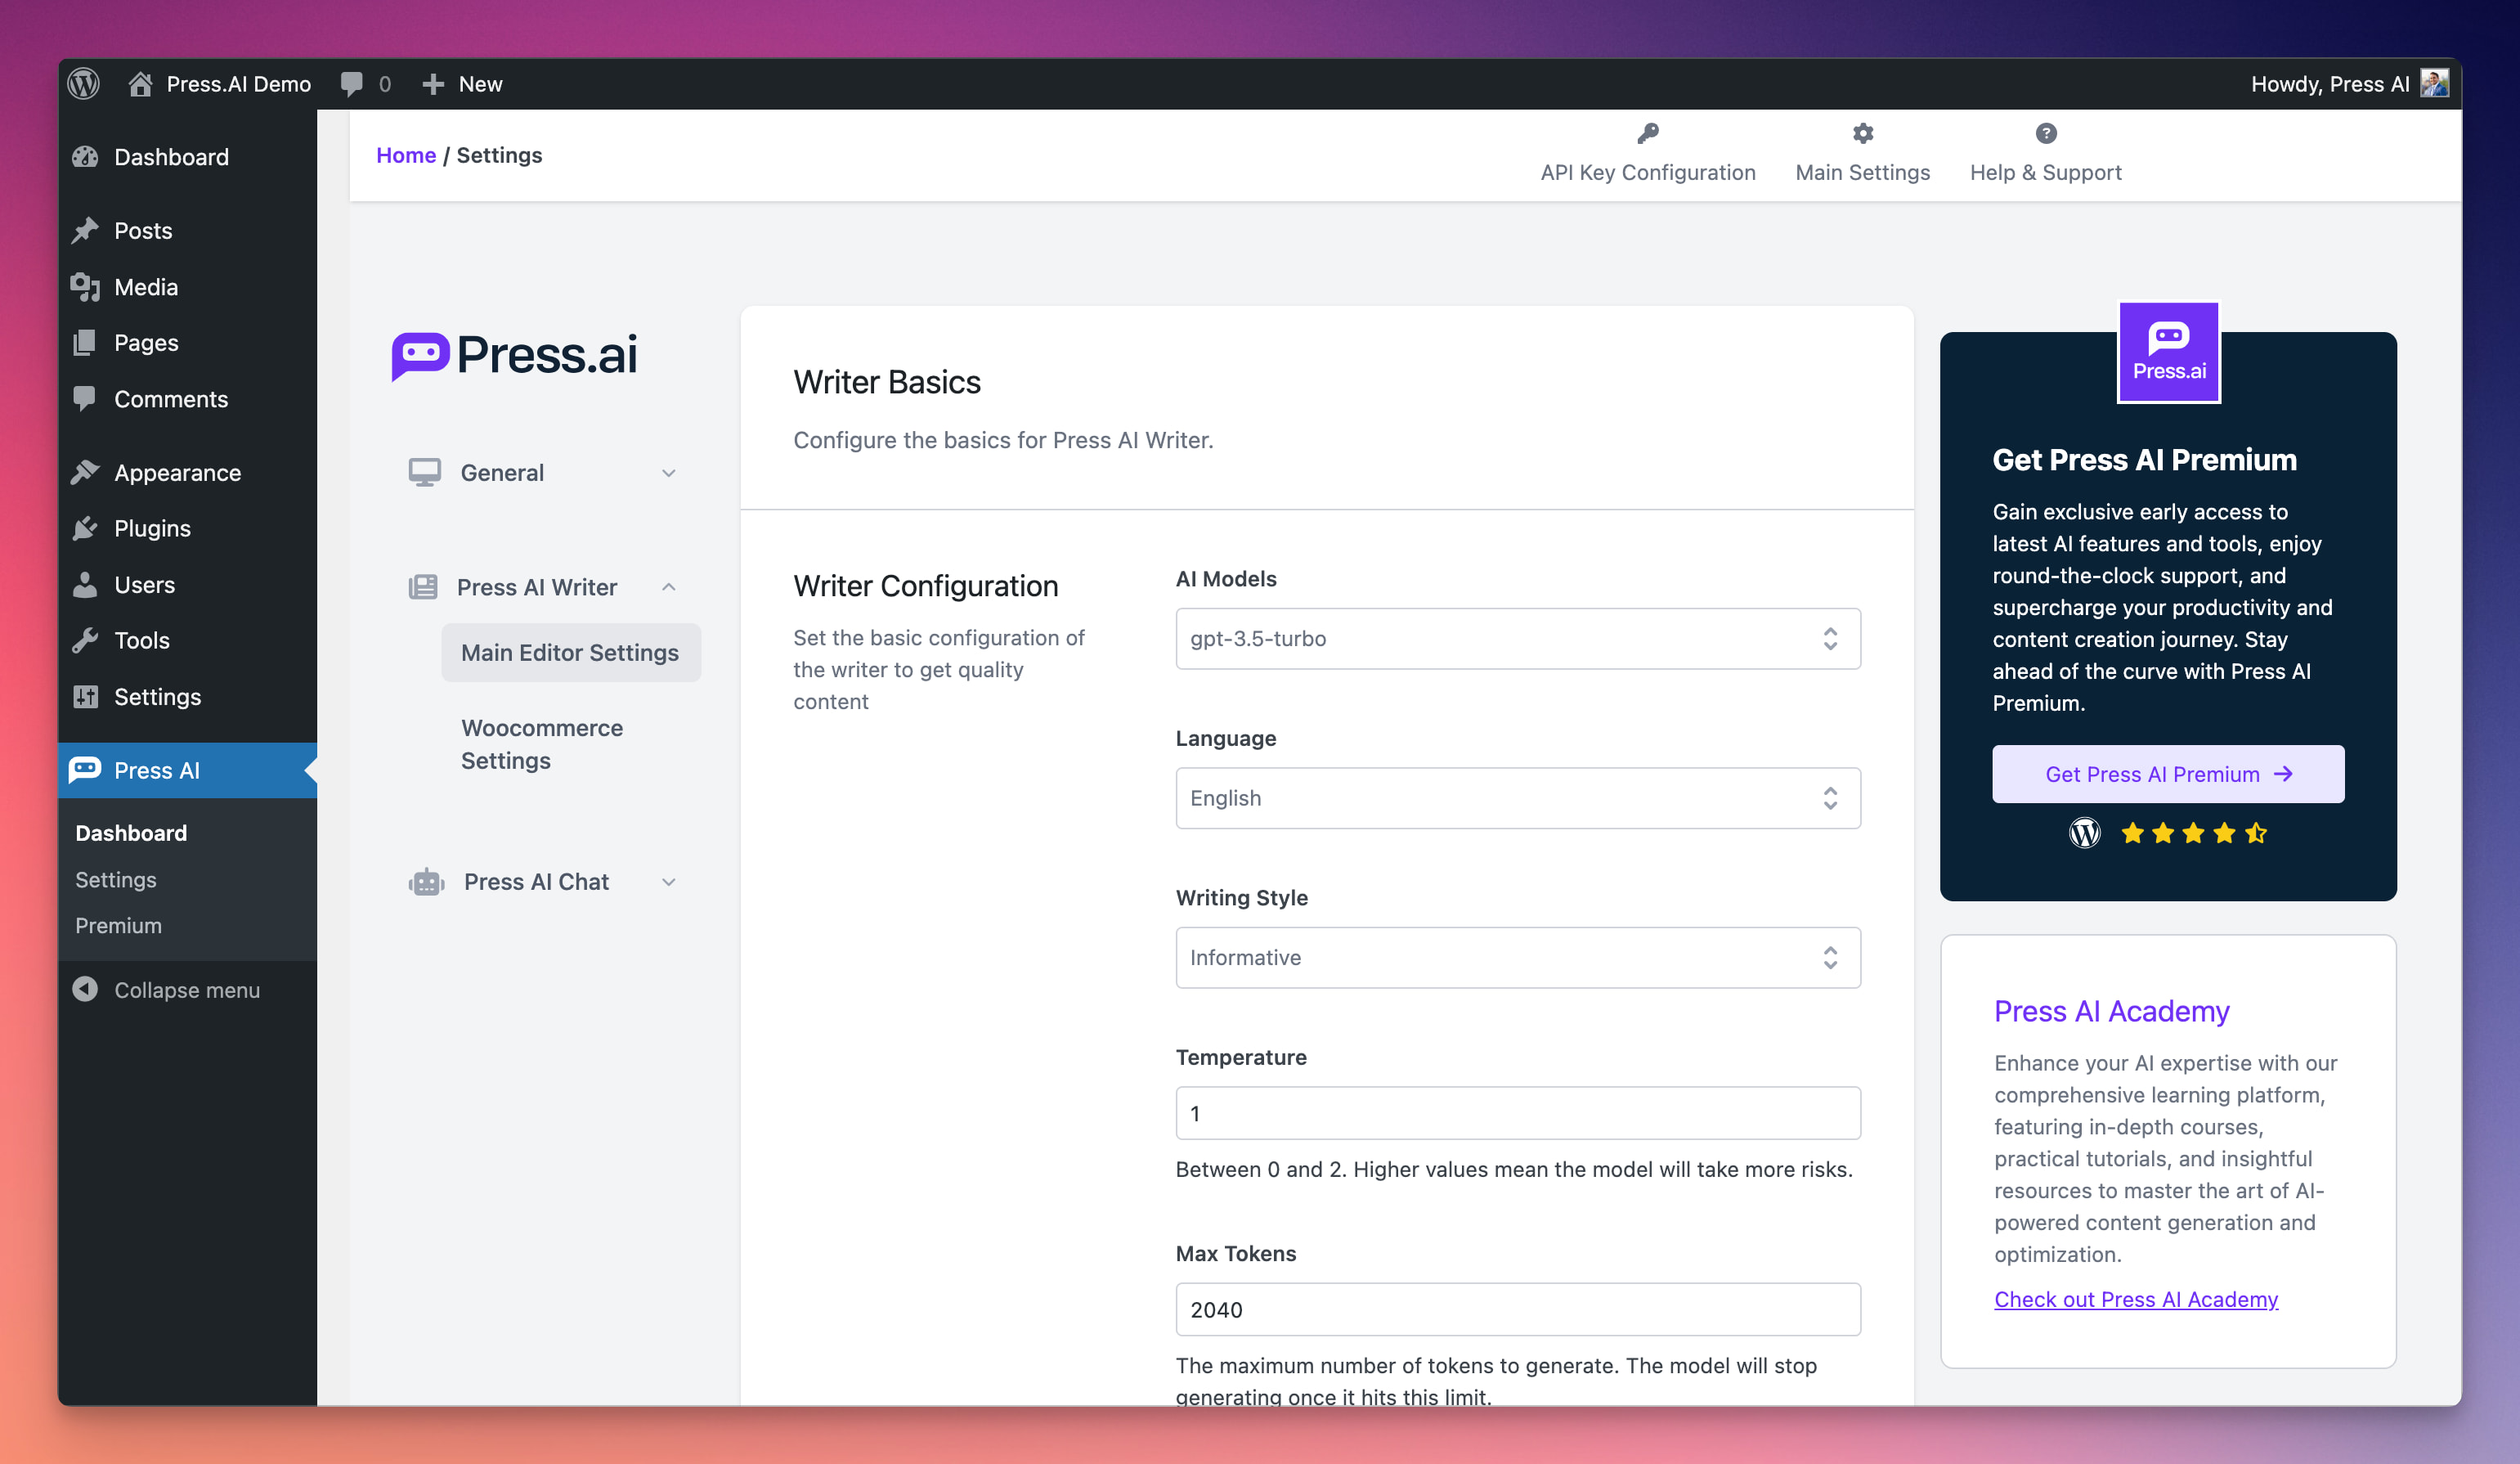 Press.AI Demo
0
New
Howdy, Press AI
Dashboard
Posts
Media
Pages
Comments
Appearance
Plugins
Users
Tools
Settings
Press AI
Dashboard
Settings
Premium
Collapse menu
Home / Settings
API Key Configuration
Main Settings
Help & Support
Press.ai
General
Press AI Writer
Main Editor Settings
Woocommerce
Settings
Press AI Chat
Writer Basics
Configure the basics for Press AI Writer.
Writer Configuration
Set the basic configuration of
the writer to get quality
content
AI Models
gpt-3.5-turbo
Language
English
Writing Style
Informative
Temperature
1
Between 0 and 2. Higher values mean the model will take more risks.
Max Tokens
2040
The maximum number of tokens to generate. The model will stop
generating once it hits this limit.
Press.ai
Get Press AI Premium
Gain exclusive early access to
latest AI features and tools, enjoy
round-the-clock support, and
supercharge your productivity and
content creation journey. Stay
ahead of the curve with Press AI
Premium.
Get Press AI Premium →
Press AI Academy
Enhance your AI expertise with our
comprehensive learning platform,
featuring in-depth courses,
practical tutorials, and insightful
resources to master the art of AI-
powered content generation and
optimization.
Check out Press AI Academy